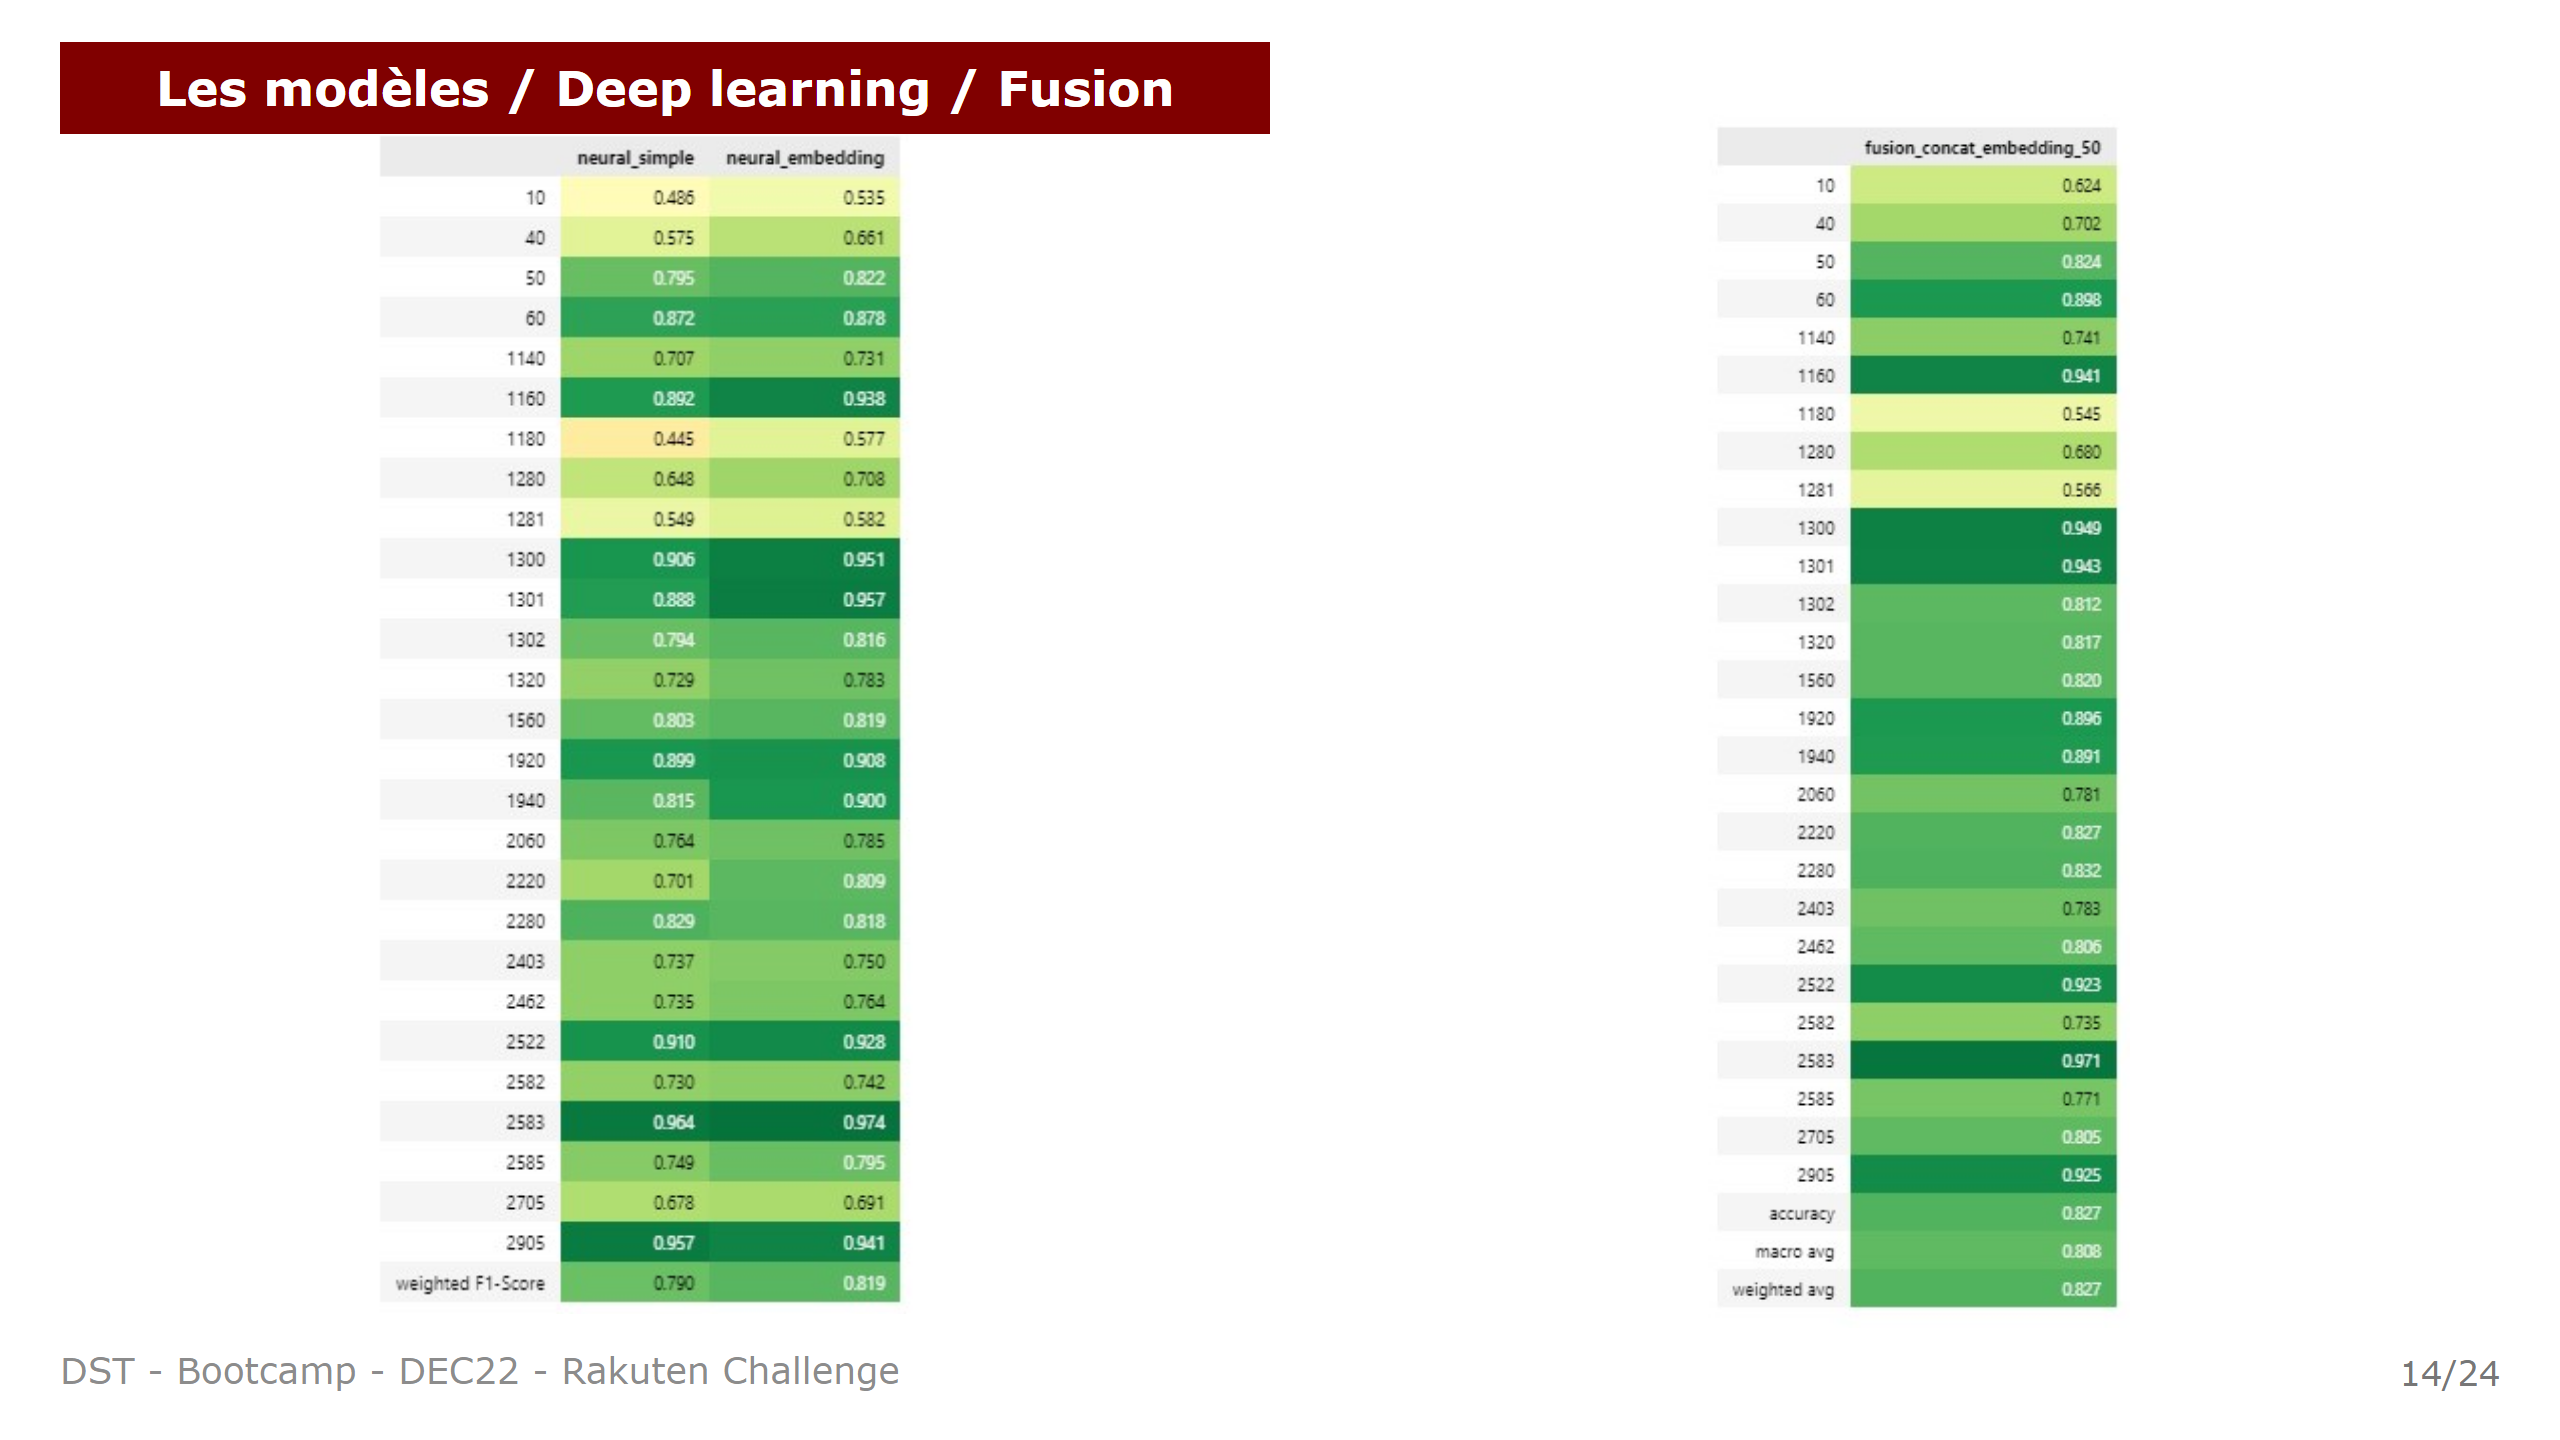 Les modèles / Deep learning / Fusion
neural_simple neural_embedding
10 0.486 0.535
40 0.575 0.661
50 0.795 0.822
60 0.872 0.878
1140 0.707 0.731
1160 0.892 0.938
1180 0.445 0.577
1280 0.648 0.708
1281 0.549 0.582
1300 0.906 0.951
1301 0.888 0.957
1302 0.794 0.816
1320 0.729 0.783
1560 0.803 0.819
1920 0.899 0.908
1940 0.815 0.900
2060 0.764 0.785
2220 0.701 0.809
2280 0.829 0.818
2403 0.737 0.750
2462 0.735 0.764
2522 0.910 0.928
2582 0.730 0.742
2583 0.964 0.974
2585 0.749 0.795
2705 0.678 0.691
2905 0.957 0.941
weighted F1-Score 0.790 0.819
fusion_concat_embedding_50
10 0.624
40 0.702
50 0.824
60 0.898
1140 0.741
1160 0.941
1180 0.545
1280 0.680
1281 0.566
1300 0.949
1301 0.943
1302 0.812
1320 0.817
1560 0.820
1920 0.896
1940 0.891
2060 0.781
2220 0.827
2280 0.832
2403 0.783
2462 0.806
2522 0.923
2582 0.735
2583 0.971
2585 0.771
2705 0.805
2905 0.925
accuracy 0.827
macro avg 0.808
weighted avg 0.827
DST - Bootcamp - DEC22 - Rakuten Challenge
14/24